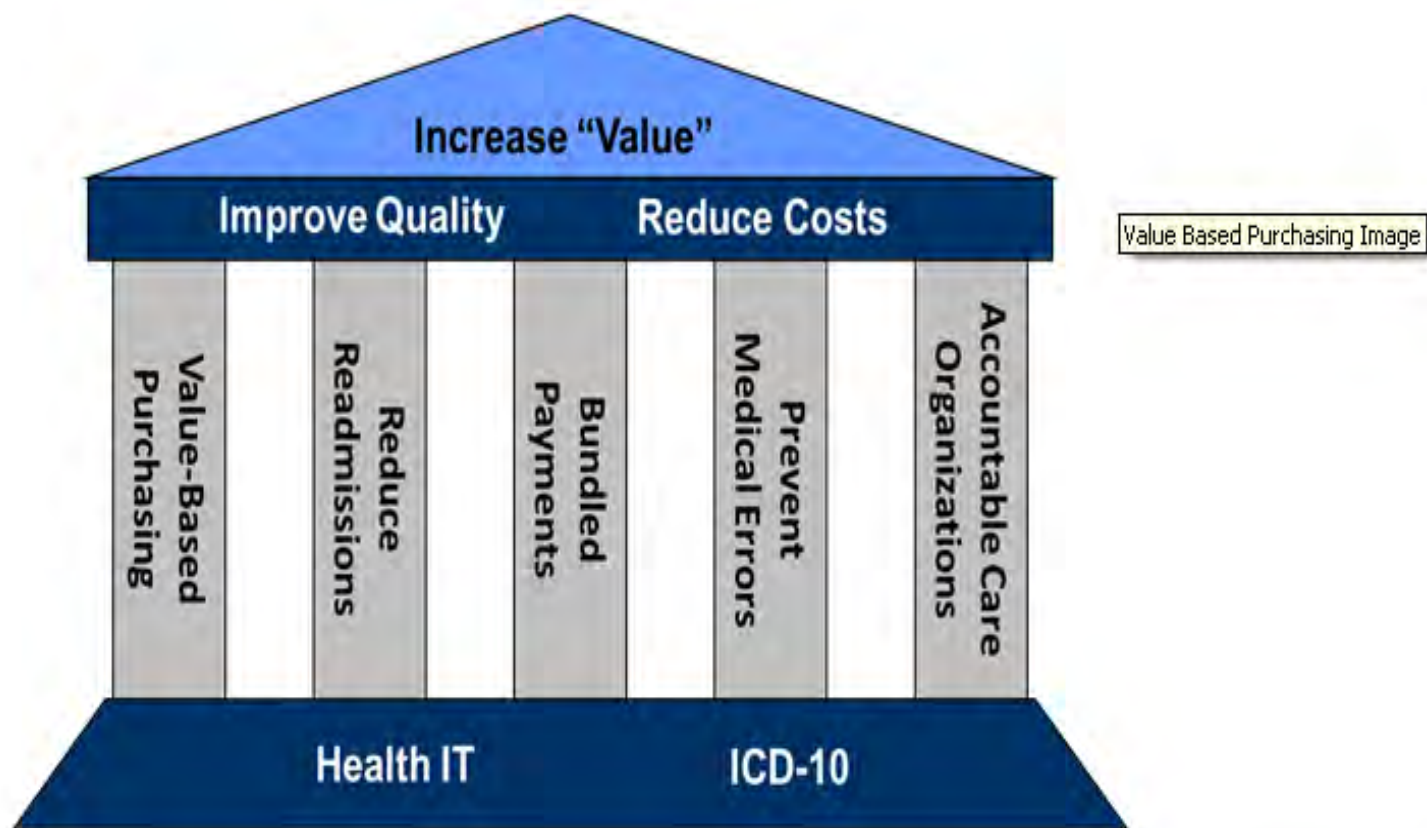 Increase “Value”
Improve Quality Reduce Costs
Value Based Purchasing Image
Value-Based
Purchasing
Reduce
Readmissions
Bundled
Payments
Prevent
Medical Errors
Accountable Care
Organizations
Health IT ICD-10